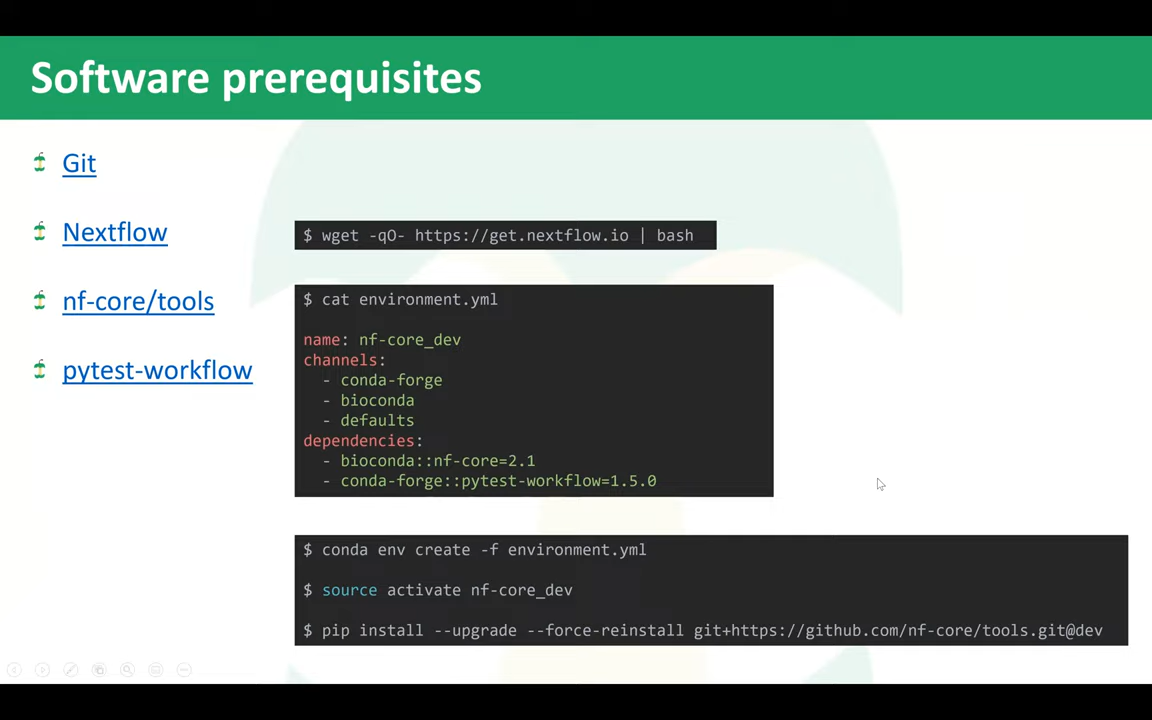 Software prerequisites
Git
Nextflow
$ wget -qO- https://get.nextflow.io | bash
nf-core/tools
$ cat environment.yml
name: nf-core_dev
channels:
  - conda-forge
  - bioconda
  - defaults
dependencies:
  - bioconda::nf-core=2.1
  - conda-forge::pytest-workflow=1.5.0
pytest-workflow
$ conda env create -f environment.yml
$ source activate nf-core_dev
$ pip install --upgrade --force-reinstall git+https://github.com/nf-core/tools.git@dev